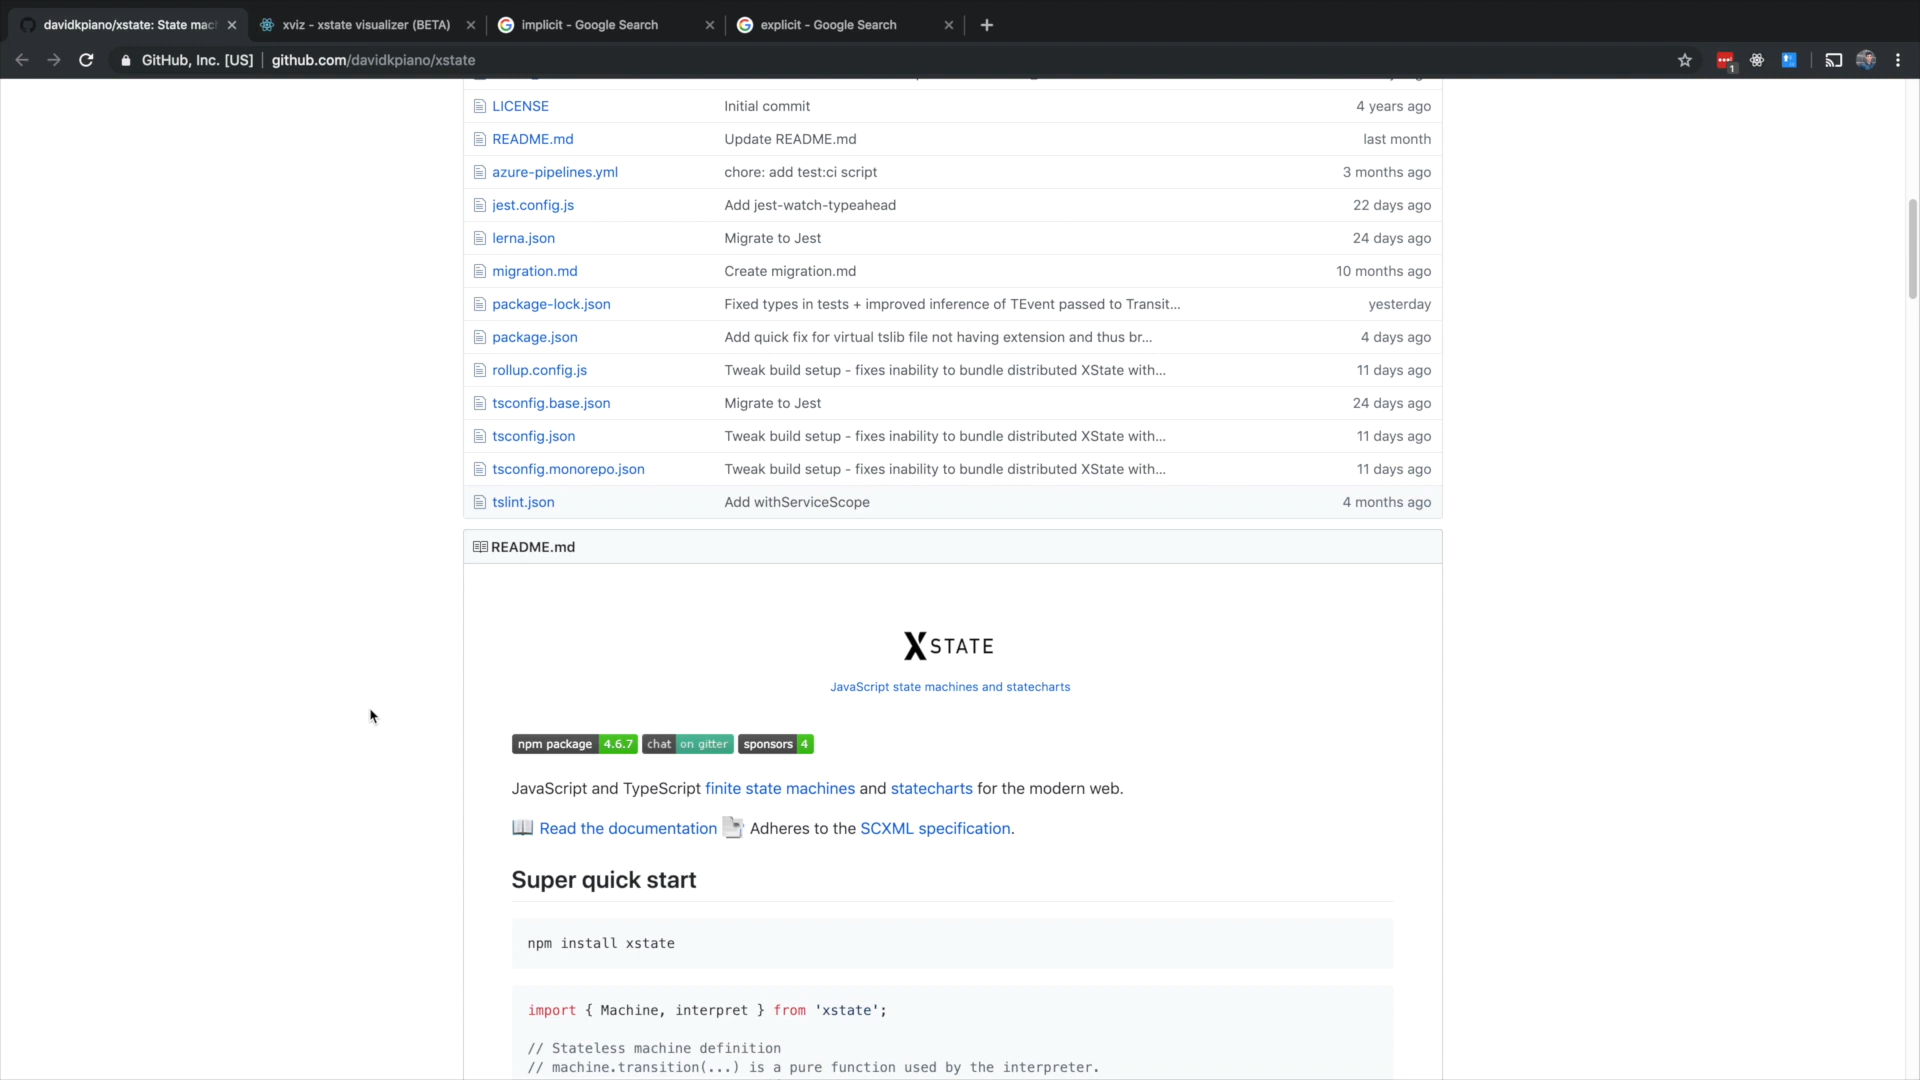 davidkpiano/xstate: State mac
xviz - xstate visualizer (BETA)
implicit - Google Search
explicit - Google Search
GitHub, Inc. [US] github.com/davidkpiano/xstate
1
LICENSE Initial commit 4 years ago
README.md Update README.md last month
azure-pipelines.yml chore: add test:ci script 3 months ago
jest.config.js Add jest-watch-typeahead 22 days ago
lerna.json Migrate to Jest 24 days ago
migration.md Create migration.md 10 months ago
package-lock.json Fixed types in tests + improved inference of TEvent passed to Transit... yesterday
package.json Add quick fix for virtual tslib file not having extension and thus br... 4 days ago
rollup.config.js Tweak build setup - fixes inability to bundle distributed XState with... 11 days ago
tsconfig.base.json Migrate to Jest 24 days ago
tsconfig.json Tweak build setup - fixes inability to bundle distributed XState with... 11 days ago
tsconfig.monorepo.json Tweak build setup - fixes inability to bundle distributed XState with... 11 days ago
tslint.json Add withServiceScope 4 months ago
README.md
XSTATE
JavaScript state machines and statecharts
npm package 4.6.7 chat on gitter sponsors 4
JavaScript and TypeScript finite state machines and statecharts for the modern web.
Read the documentation Adheres to the SCXML specification.
Super quick start
npm install xstate
import { Machine, interpret } from 'xstate';
// Stateless machine definition
// machine.transition(...) is a pure function used by the interpreter.